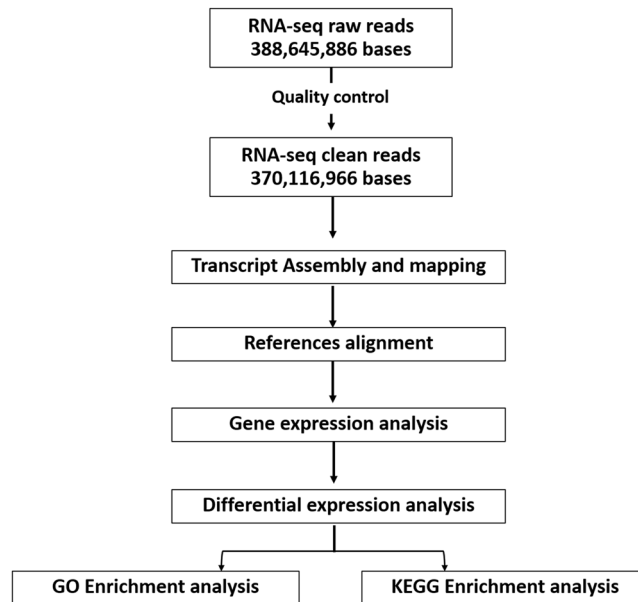 RNA-seq raw reads
388,645,886 bases
Quality control
RNA-seq clean reads
370,116,966 bases
Transcript Assembly and mapping
References alignment
Gene expression analysis
Differential expression analysis
GO Enrichment analysis
KEGG Enrichment analysis